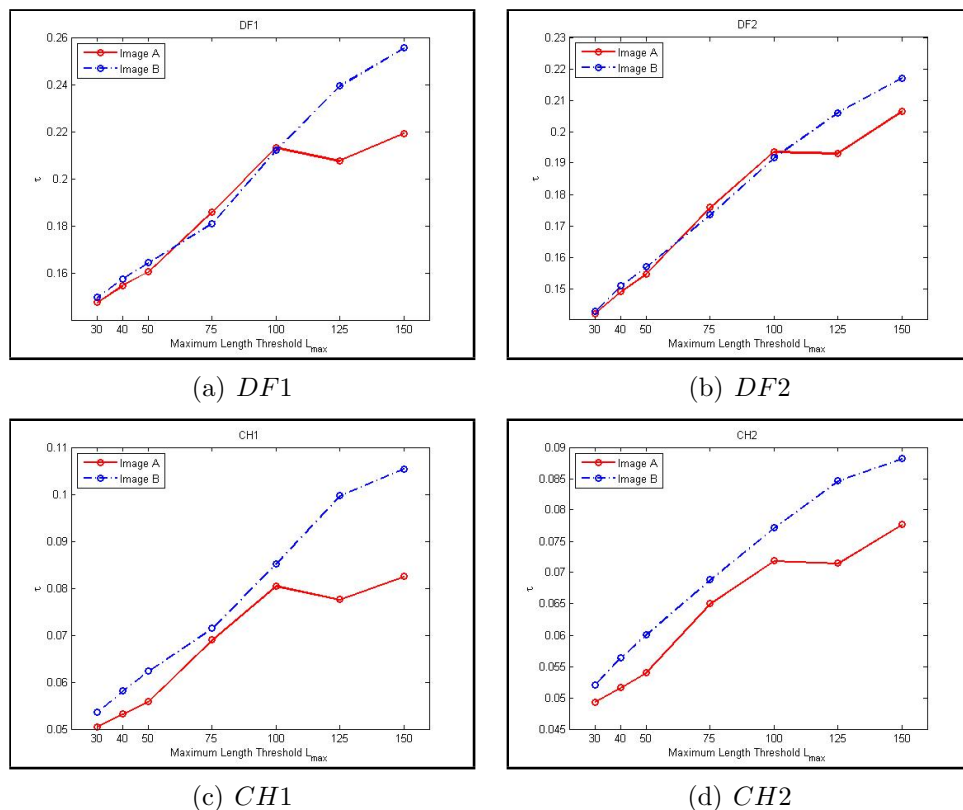 DF1
Image A
Image B
0.26
0.24
0.22
0.2
0.18
0.16
τ
30 40 50 75 100 125 150
Maximum Length Threshold L_max
(a) DF1
DF2
Image A
Image B
0.23
0.22
0.21
0.2
0.19
0.18
0.17
0.16
0.15
τ
30 40 50 75 100 125 150
Maximum Length Threshold L_max
(b) DF2
CH1
Image A
Image B
0.11
0.1
0.09
0.08
0.07
0.06
0.05
τ
30 40 50 75 100 125 150
Maximum Length Threshold L_max
(c) CH1
CH2
Image A
Image B
0.09
0.085
0.08
0.075
0.07
0.065
0.06
0.055
0.05
0.045
τ
30 40 50 75 100 125 150
Maximum Length Threshold L_max
(d) CH2